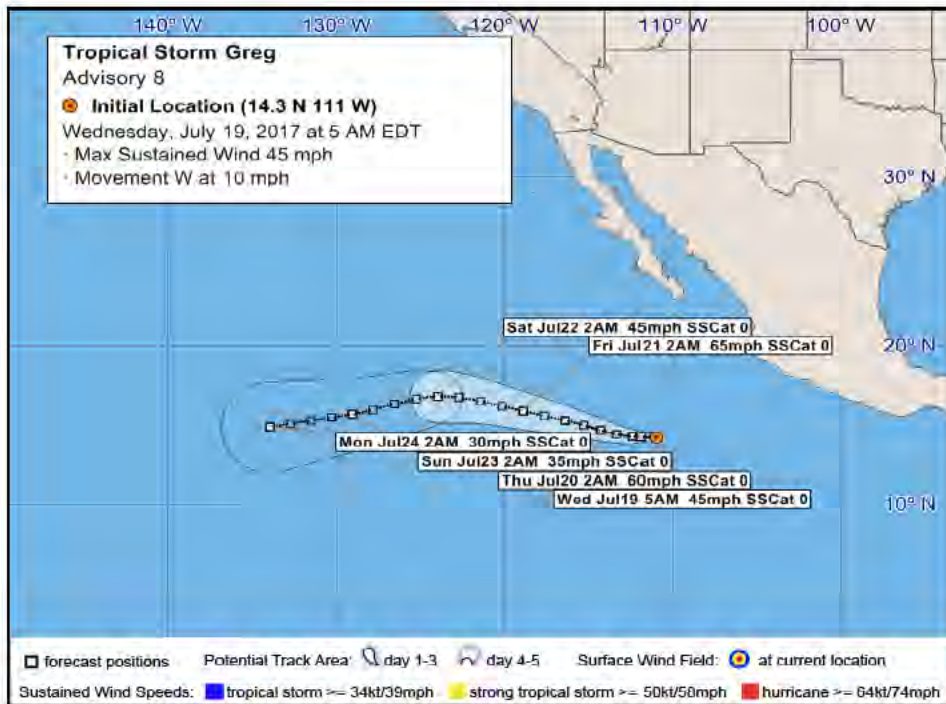 140° W 130° W 120° W 110° W 100° W
Tropical Storm Greg
Advisory 8
Initial Location (14.3 N 111 W)
Wednesday, July 19, 2017 at 5 AM EDT
· Max Sustained Wind 45 mph
· Movement W at 10 mph
30° N
Sat Jul22 2AM 45mph SSCat 0
Fri Jul21 2AM 65mph SSCat 0
20° N
Mon Jul24 2AM 30mph SSCat 0
Sun Jul23 2AM 35mph SSCat 0
Thu Jul20 2AM 60mph SSCat 0
Wed Jul19 5AM 45mph SSCat 0
10° N
forecast positions Potential Track Area: day 1-3 day 4-5 Surface Wind Field: at current location
Sustained Wind Speeds: tropical storm >= 34kt/39mph strong tropical storm >= 50kt/58mph hurricane >= 64kt/74mph